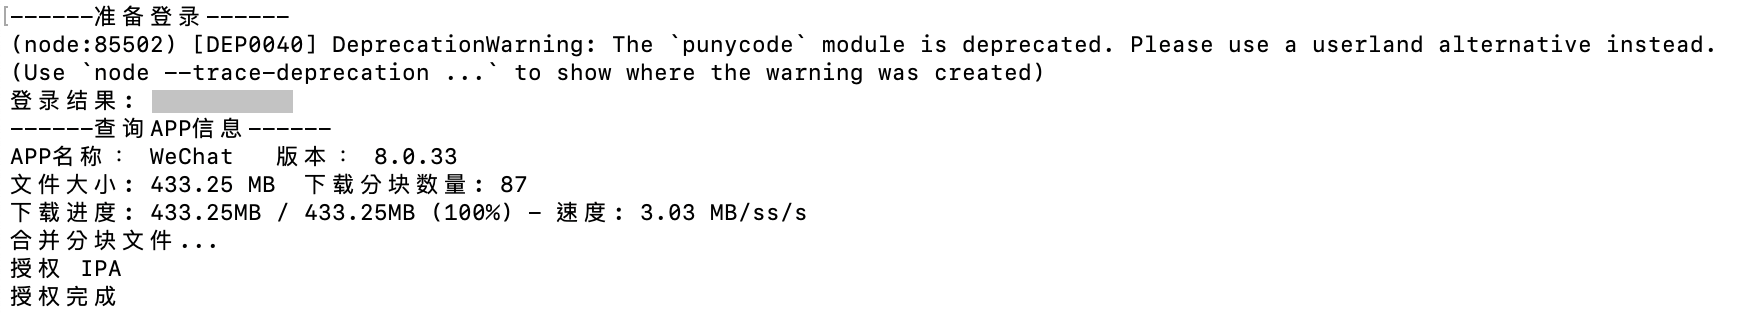 ------准备登录------
(node:85502) [DEP0040] DeprecationWarning: The `punycode` module is deprecated. Please use a userland alternative instead.
(Use `node --trace-deprecation ...` to show where the warning was created)
登录结果:
------查询APP信息------
APP名称： WeChat   版本： 8.0.33
文件大小: 433.25 MB  下载分块数量: 87
下载进度: 433.25MB / 433.25MB (100%) - 速度: 3.03 MB/ss/s
合并分块文件...
授权 IPA
授权完成